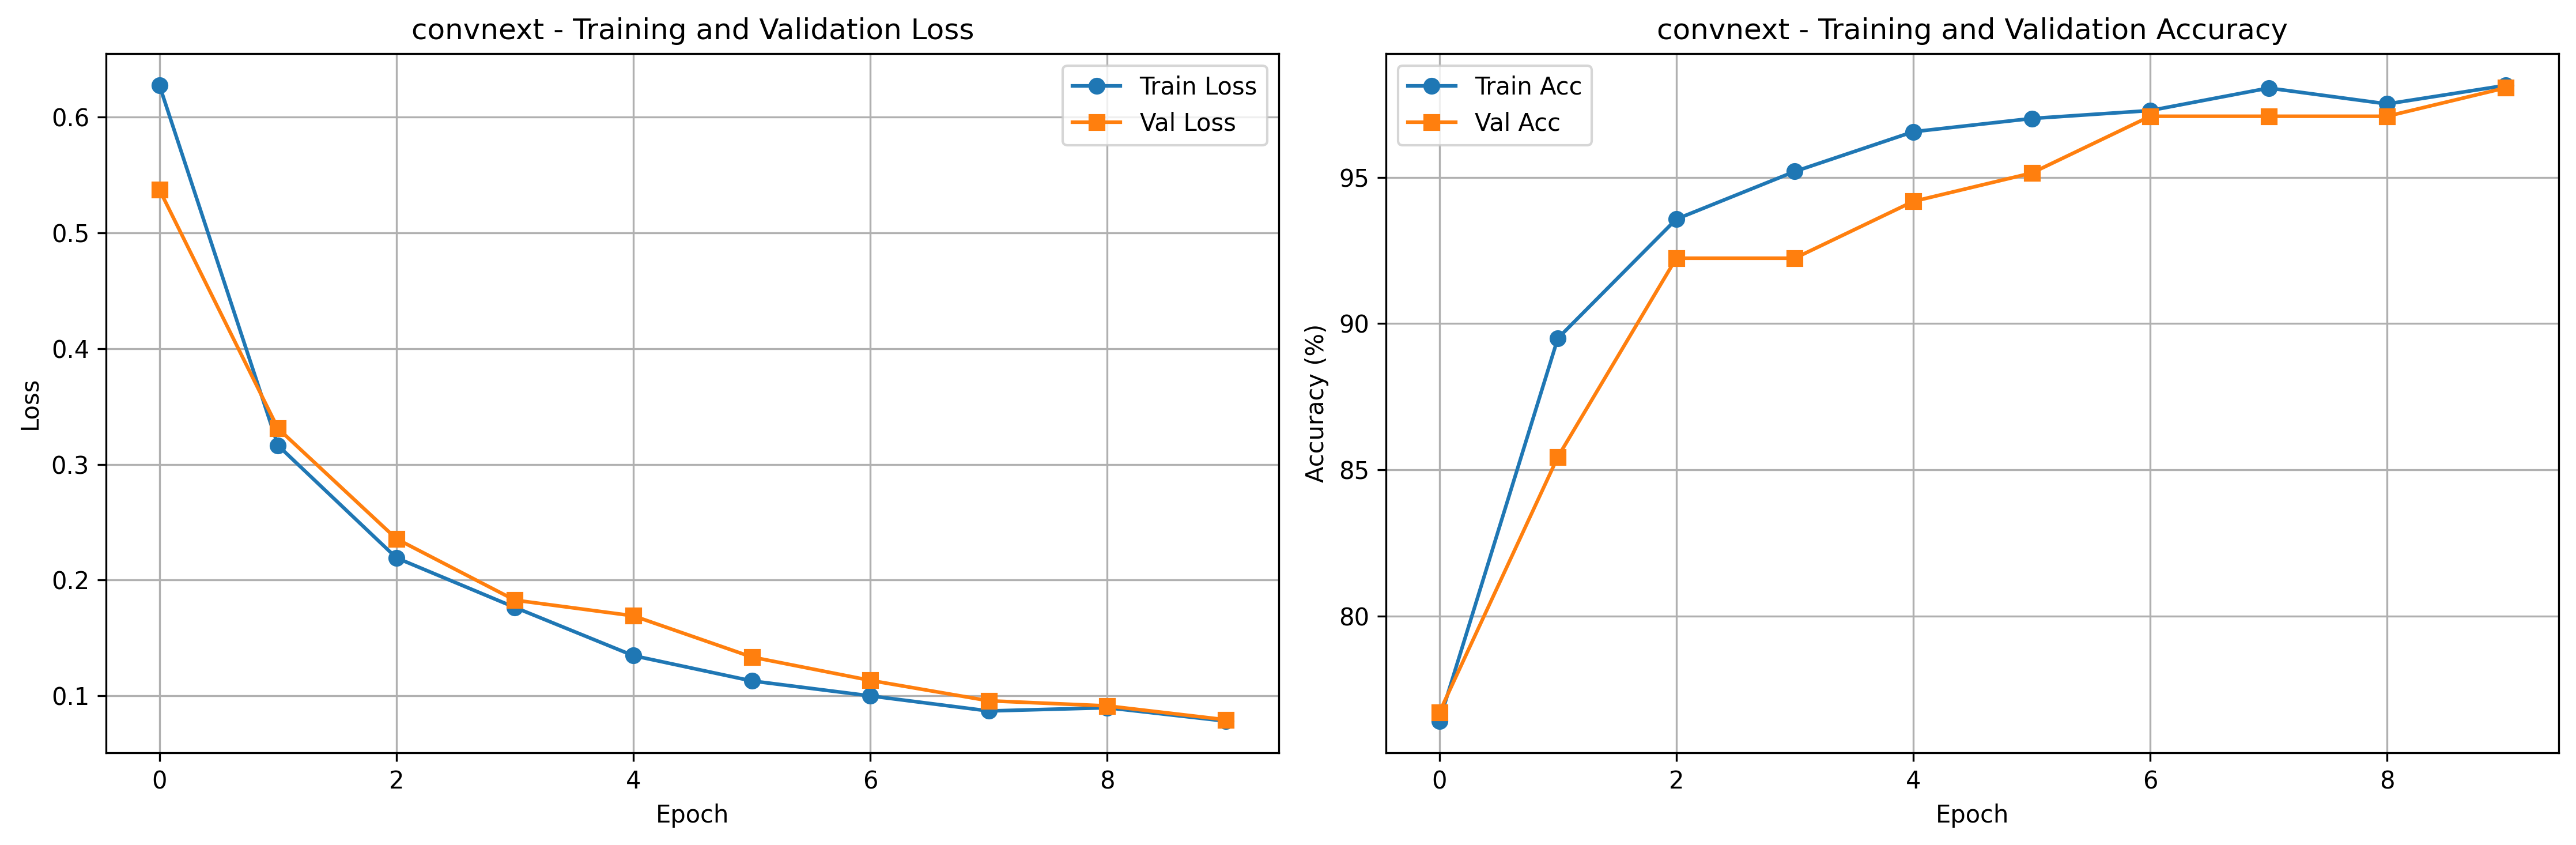 convnext - Training and Validation Loss
Train Loss
Val Loss
0.6
0.5
0.4
0.3
0.2
0.1
Loss
0 2 4 6 8
Epoch
convnext - Training and Validation Accuracy
Train Acc
Val Acc
95
90
85
80
Accuracy (%)
0 2 4 6 8
Epoch